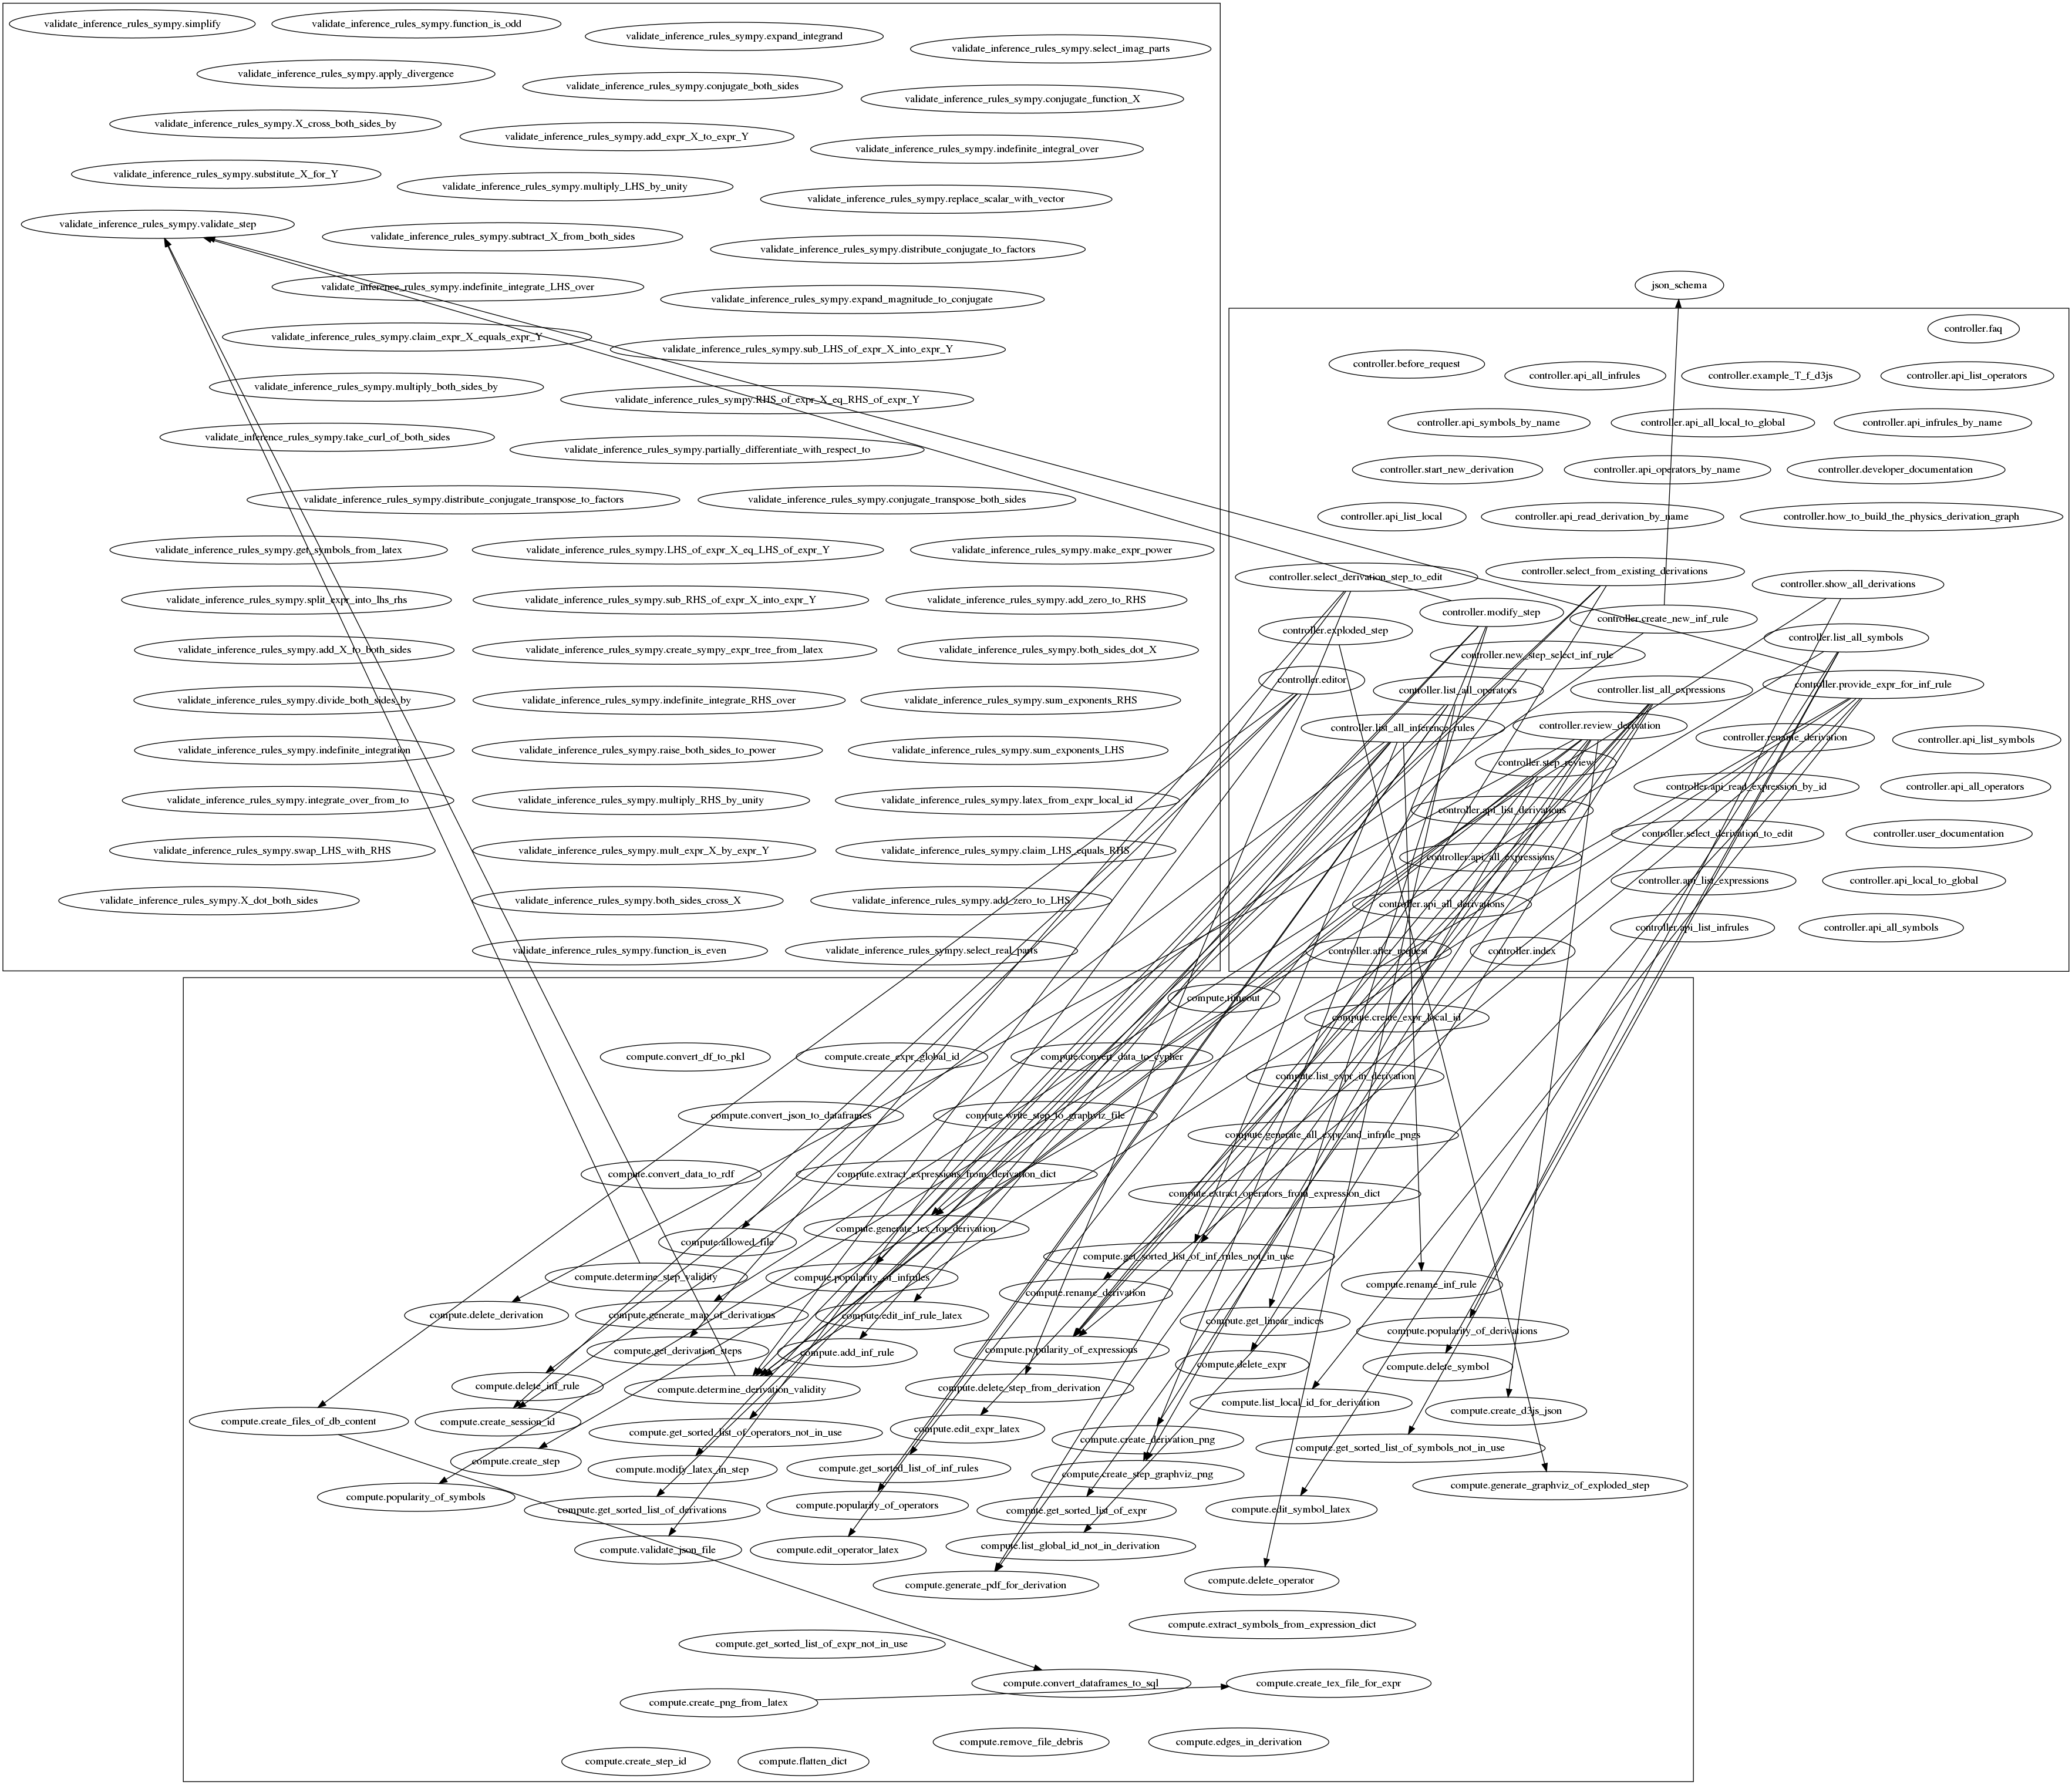 validate_inference_rules_sympy.simplify
validate_inference_rules_sympy.function_is_odd
validate_inference_rules_sympy.expand_integrand
validate_inference_rules_sympy.select_imag_parts
validate_inference_rules_sympy.apply_divergence
validate_inference_rules_sympy.conjugate_both_sides
validate_inference_rules_sympy.conjugate_function_X
validate_inference_rules_sympy.X_cross_both_sides_by
validate_inference_rules_sympy.add_expr_X_to_expr_Y
validate_inference_rules_sympy.indefinite_integral_over
validate_inference_rules_sympy.substitute_X_for_Y
validate_inference_rules_sympy.multiply_LHS_by_unity
validate_inference_rules_sympy.replace_scalar_with_vector
validate_inference_rules_sympy.validate_step
validate_inference_rules_sympy.subtract_X_from_both_sides
validate_inference_rules_sympy.distribute_conjugate_to_factors
validate_inference_rules_sympy.indefinite_integrate_LHS_over
validate_inference_rules_sympy.expand_magnitude_to_conjugate
validate_inference_rules_sympy.claim_expr_X_equals_expr_Y
validate_inference_rules_sympy.sub_LHS_of_expr_X_into_expr_Y
validate_inference_rules_sympy.multiply_both_sides_by
validate_inference_rules_sympy.RHS_of_expr_X_eq_RHS_of_expr_Y
validate_inference_rules_sympy.take_curl_of_both_sides
validate_inference_rules_sympy.partially_differentiate_with_respect_to
validate_inference_rules_sympy.distribute_conjugate_transpose_to_factors
validate_inference_rules_sympy.conjugate_transpose_both_sides
validate_inference_rules_sympy.get_symbols_from_latex
validate_inference_rules_sympy.LHS_of_expr_X_eq_LHS_of_expr_Y
validate_inference_rules_sympy.make_expr_power
validate_inference_rules_sympy.split_expr_into_lhs_rhs
validate_inference_rules_sympy.sub_RHS_of_expr_X_into_expr_Y
validate_inference_rules_sympy.add_zero_to_RHS
validate_inference_rules_sympy.add_X_to_both_sides
validate_inference_rules_sympy.create_sympy_expr_tree_from_latex
validate_inference_rules_sympy.both_sides_dot_X
validate_inference_rules_sympy.divide_both_sides_by
validate_inference_rules_sympy.indefinite_integrate_RHS_over
validate_inference_rules_sympy.sum_exponents_RHS
validate_inference_rules_sympy.indefinite_integration
validate_inference_rules_sympy.raise_both_sides_to_power
validate_inference_rules_sympy.sum_exponents_LHS
validate_inference_rules_sympy.integrate_over_from_to
validate_inference_rules_sympy.multiply_RHS_by_unity
validate_inference_rules_sympy.latex_from_expr_local_id
validate_inference_rules_sympy.swap_LHS_with_RHS
validate_inference_rules_sympy.mult_expr_X_by_expr_Y
validate_inference_rules_sympy.claim_LHS_equals_RHS
validate_inference_rules_sympy.X_dot_both_sides
validate_inference_rules_sympy.both_sides_cross_X
validate_inference_rules_sympy.add_zero_to_LHS
validate_inference_rules_sympy.function_is_even
validate_inference_rules_sympy.select_real_parts
json_schema
controller.faq
controller.before_request
controller.api_all_infrules
controller.example_T_f_d3js
controller.api_list_operators
controller.api_symbols_by_name
controller.api_all_local_to_global
controller.api_infrules_by_name
controller.start_new_derivation
controller.api_operators_by_name
controller.developer_documentation
controller.api_list_local
controller.api_read_derivation_by_name
controller.how_to_build_the_physics_derivation_graph
controller.select_derivation_step_to_edit
controller.select_from_existing_derivations
controller.show_all_derivations
controller.modify_step
controller.create_new_inf_rule
controller.exploded_step
controller.list_all_symbols
controller.new_step_select_inf_rule
controller.editor
controller.list_all_operators
controller.list_all_expressions
controller.provide_expr_for_inf_rule
controller.list_all_inference_rules
controller.review_derivation
controller.rename_derivation
controller.api_list_symbols
controller.step_review
controller.api_read_expression_by_id
controller.api_all_operators
controller.api_list_derivations
controller.select_derivation_to_edit
controller.user_documentation
controller.api_all_expressions
controller.api_list_expressions
controller.api_local_to_global
controller.api_all_derivations
controller.api_list_infrules
controller.api_all_symbols
controller.after_request
controller.index
compute.timeout
compute.create_expr_local_id
compute.convert_df_to_pkl
compute.create_expr_global_id
compute.convert_data_to_cypher
compute.list_expr_in_derivation
compute.convert_json_to_dataframes
compute.write_step_to_graphviz_file
compute.generate_all_expr_and_infrule_pngs
compute.convert_data_to_rdf
compute.extract_expressions_from_derivation_dict
compute.extract_operators_from_expression_dict
compute.generate_tex_for_derivation
compute.allowed_file
compute.get_sorted_list_of_inf_rules_not_in_use
compute.determine_step_validity
compute.popularity_of_infrules
compute.rename_derivation
compute.rename_inf_rule
compute.delete_derivation
compute.generate_map_of_derivations
compute.edit_inf_rule_latex
compute.get_linear_indices
compute.popularity_of_derivations
compute.get_derivation_steps
compute.add_inf_rule
compute.popularity_of_expressions
compute.delete_expr
compute.delete_symbol
compute.delete_inf_rule
compute.determine_derivation_validity
compute.delete_step_from_derivation
compute.list_local_id_for_derivation
compute.create_d3js_json
compute.create_files_of_db_content
compute.create_session_id
compute.get_sorted_list_of_operators_not_in_use
compute.edit_expr_latex
compute.create_derivation_png
compute.get_sorted_list_of_symbols_not_in_use
compute.create_step
compute.modify_latex_in_step
compute.get_sorted_list_of_inf_rules
compute.create_step_graphviz_png
compute.generate_graphviz_of_exploded_step
compute.popularity_of_symbols
compute.get_sorted_list_of_derivations
compute.popularity_of_operators
compute.get_sorted_list_of_expr
compute.edit_symbol_latex
compute.validate_json_file
compute.edit_operator_latex
compute.list_global_id_not_in_derivation
compute.generate_pdf_for_derivation
compute.delete_operator
compute.extract_symbols_from_expression_dict
compute.get_sorted_list_of_expr_not_in_use
compute.convert_dataframes_to_sql
compute.create_tex_file_for_expr
compute.create_png_from_latex
compute.remove_file_debris
compute.edges_in_derivation
compute.create_step_id
compute.flatten_dict